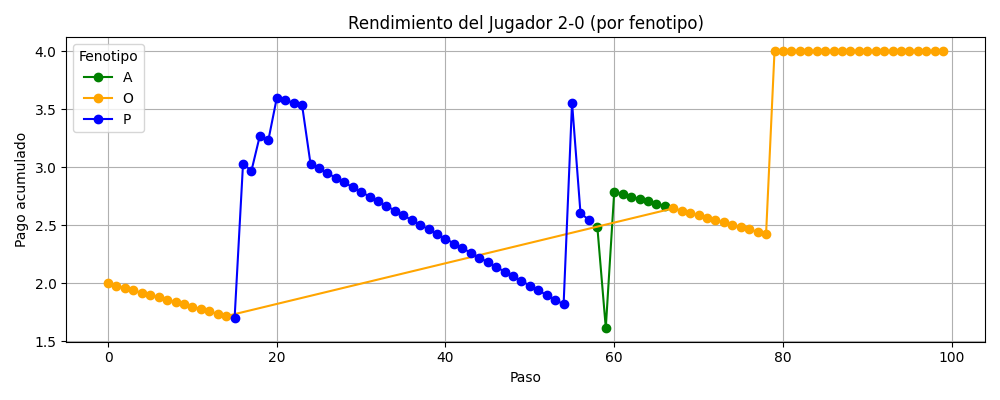 Rendimiento del Jugador 2-0 (por fenotipo)
Pago acumulado
4.0
3.5
3.0
2.5
2.0
1.5
Fenotipo
A
O
P
0 20 40 60 80 100
Paso